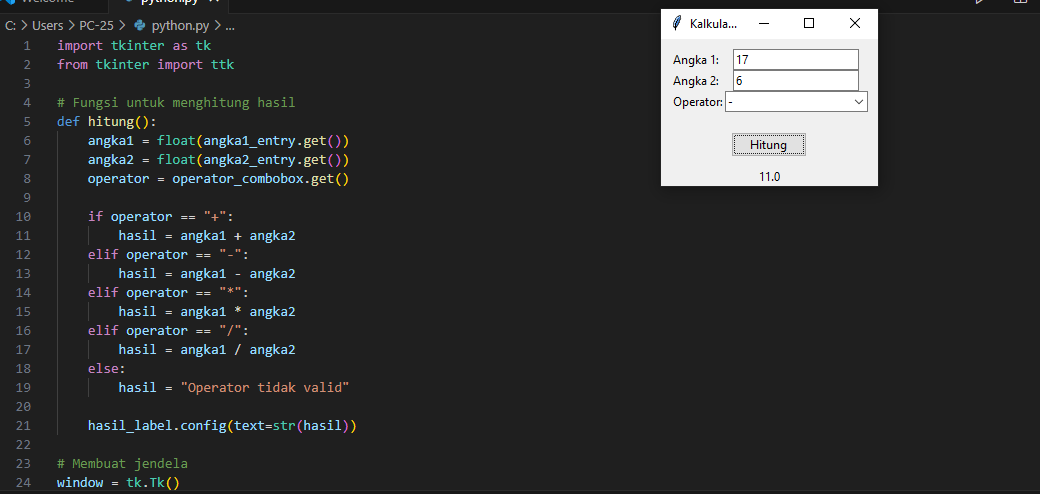 Welcome
python.py
C: > Users > PC-25 > python.py > ...
1 import tkinter as tk
2 from tkinter import ttk
3
4 # Fungsi untuk menghitung hasil
5 def hitung():
6     angka1 = float(angka1_entry.get())
7     angka2 = float(angka2_entry.get())
8     operator = operator_combobox.get()
9
10     if operator == "+":
11         hasil = angka1 + angka2
12     elif operator == "-":
13         hasil = angka1 - angka2
14     elif operator == "*":
15         hasil = angka1 * angka2
16     elif operator == "/":
17         hasil = angka1 / angka2
18     else:
19         hasil = "Operator tidak valid"
20
21     hasil_label.config(text=str(hasil))
22
23 # Membuat jendela
24 window = tk.Tk()
Kalkula...
Angka 1: 17
Angka 2: 6
Operator: -
Hitung
11.0